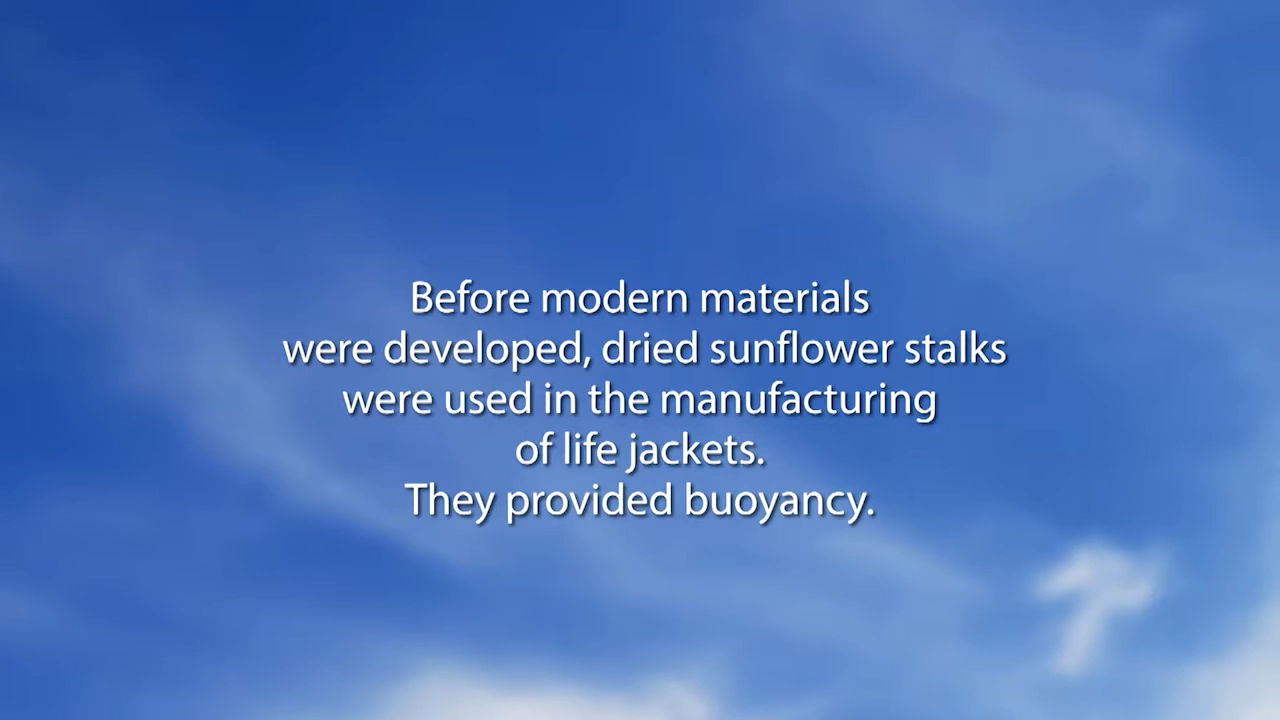 Before modern materials
were developed, dried sunflower stalks
were used in the manufacturing
of life jackets.
They provided buoyancy.